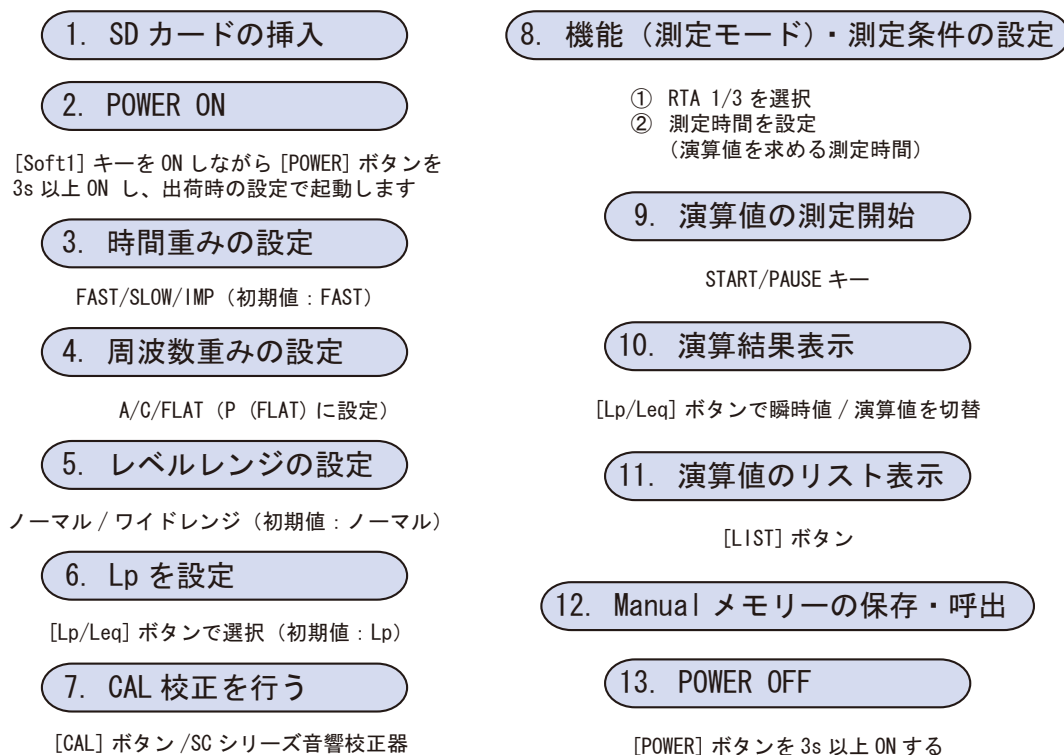 1. SD カードの挿入
2. POWER ON
[Soft1] キーを ON しながら [POWER] ボタンを
3s 以上 ON し、出荷時の設定で起動します
3. 時間重みの設定
FAST/SLOW/IMP（初期値：FAST）
4. 周波数重みの設定
A/C/FLAT（P（FLAT）に設定）
5. レベルレンジの設定
ノーマル / ワイドレンジ（初期値：ノーマル）
6. Lp を設定
[Lp/Leq] ボタンで選択（初期値：Lp）
7. CAL 校正を行う
[CAL] ボタン /SC シリーズ音響校正器
8. 機能（測定モード）・測定条件の設定
① RTA 1/3 を選択
② 測定時間を設定
（演算値を求める測定時間）
9. 演算値の測定開始
START/PAUSE キー
10. 演算結果表示
[Lp/Leq] ボタンで瞬時値 / 演算値を切替
11. 演算値のリスト表示
[LIST] ボタン
12. Manual メモリーの保存・呼出
13. POWER OFF
[POWER] ボタンを 3s 以上 ON する